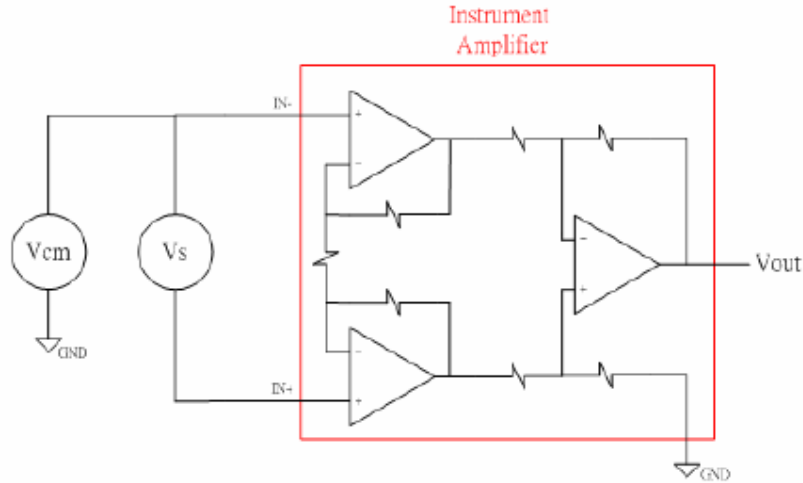 Instrument
Amplifier
IN-
+
-
Vcm
Vs
-
+
Vout
GND
-
+
IN+
GND